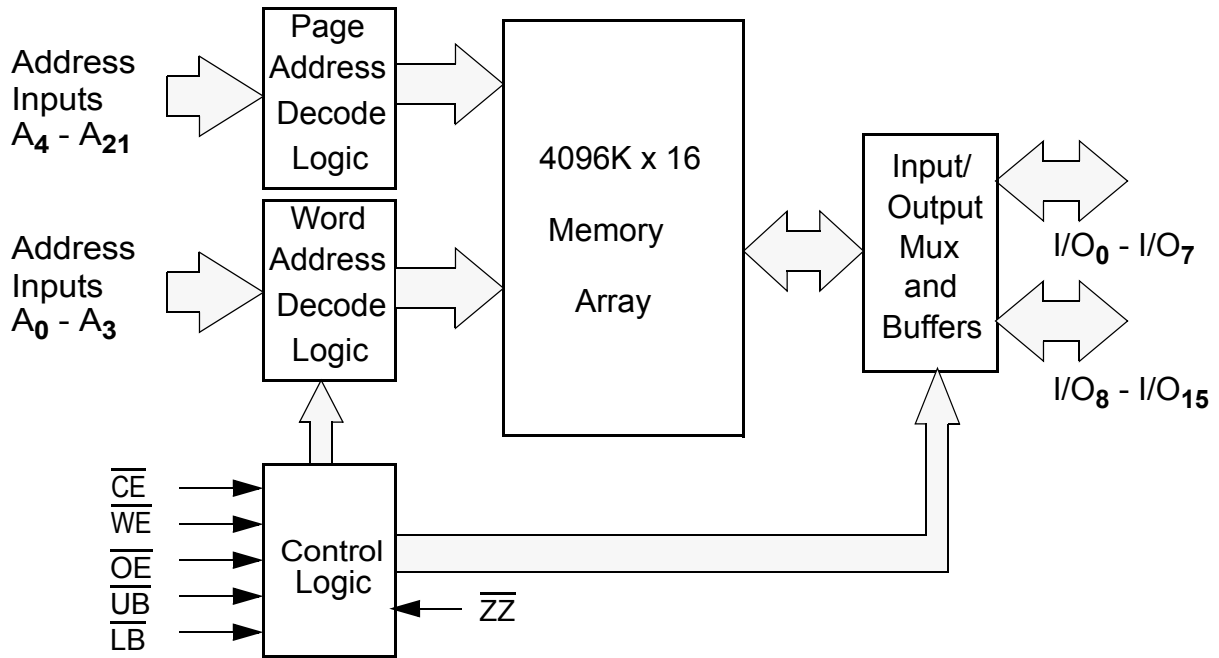 Address
Inputs
A4 - A21
Page
Address
Decode
Logic
Address
Inputs
A0 - A3
Word
Address
Decode
Logic
4096K x 16
Memory
Array
Input/
Output
Mux
and
Buffers
I/O0 - I/O7
I/O8 - I/O15
CE
WE
OE
UB
LB
Control
Logic
ZZ